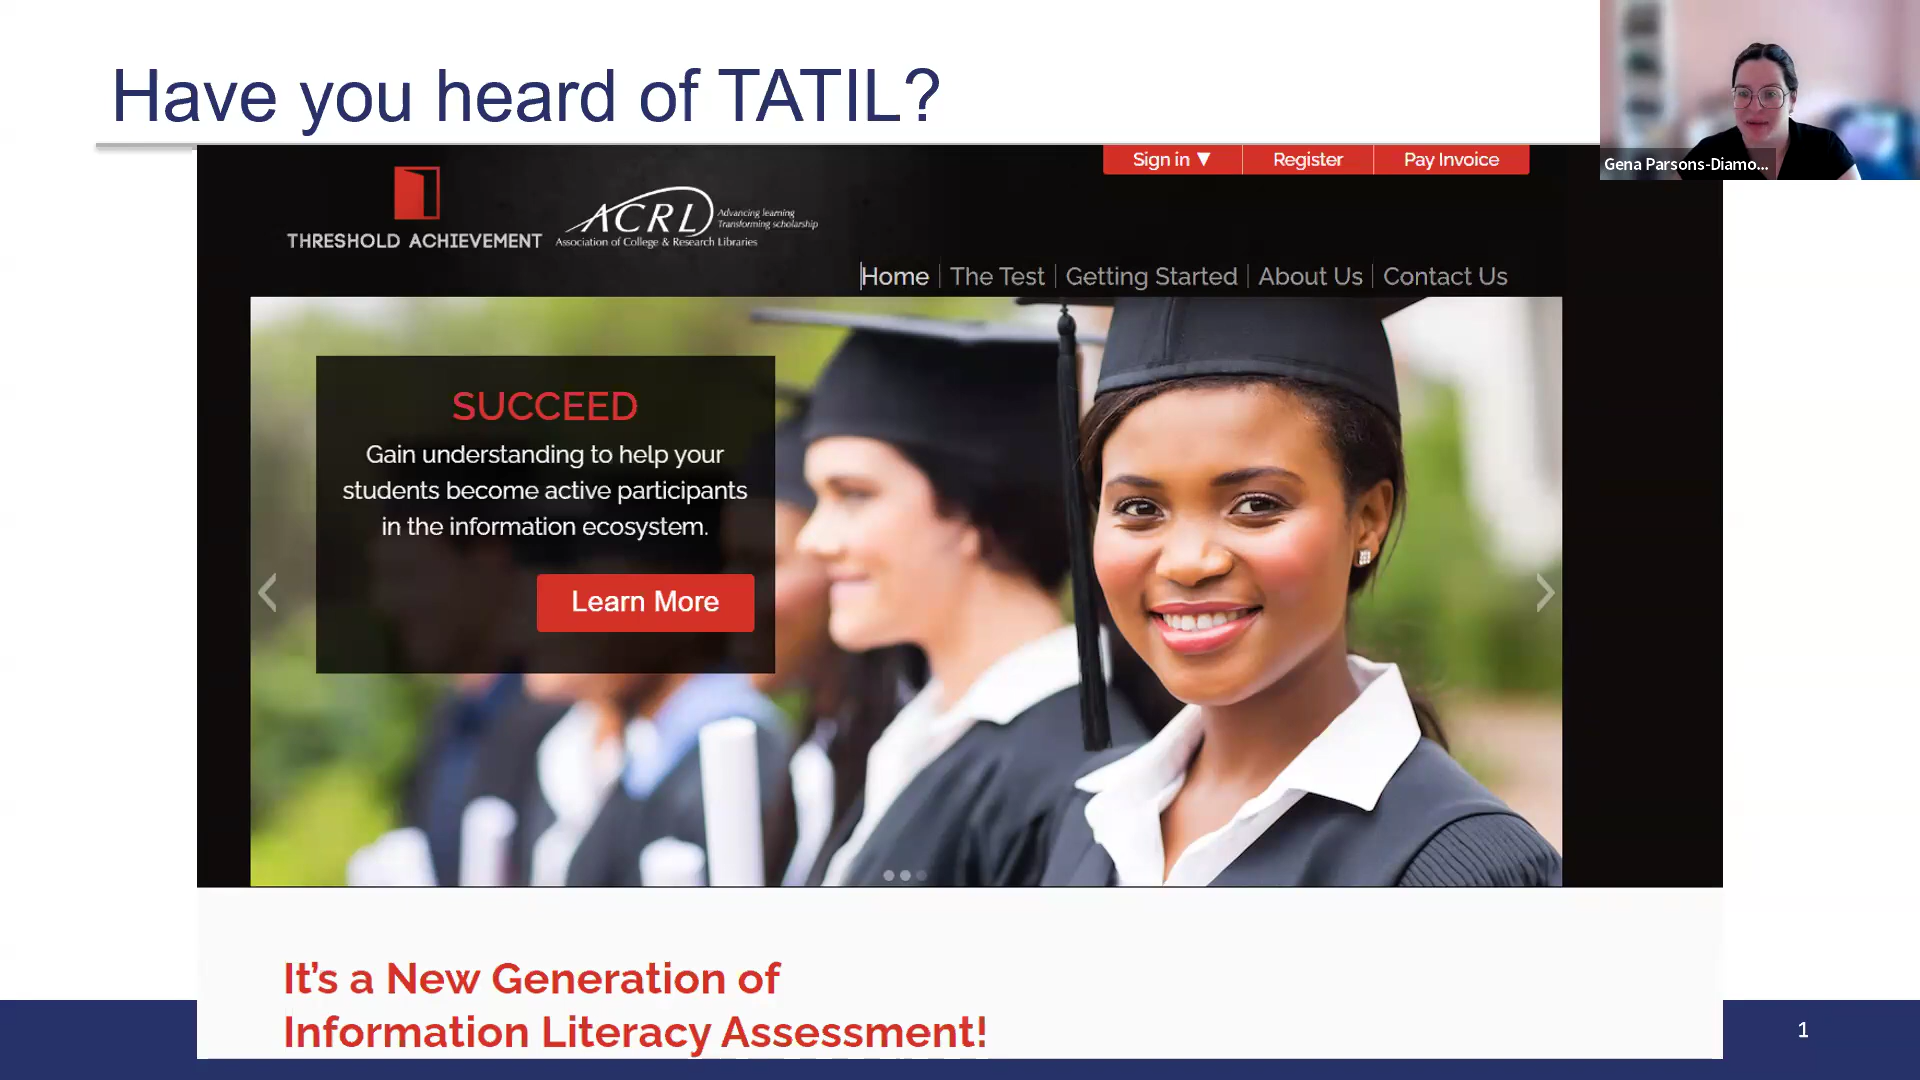 Have you heard of TATIL?
Gena Parsons-Diamo...
Sign in ▼ Register Pay Invoice
THRESHOLD ACHIEVEMENT
ACRL
Advancing learning
Transforming scholarship
Association of College & Research Libraries
Home The Test Getting Started About Us Contact Us
SUCCEED
Gain understanding to help your
students become active participants
in the information ecosystem.
Learn More
It's a New Generation of
Information Literacy Assessment!
1